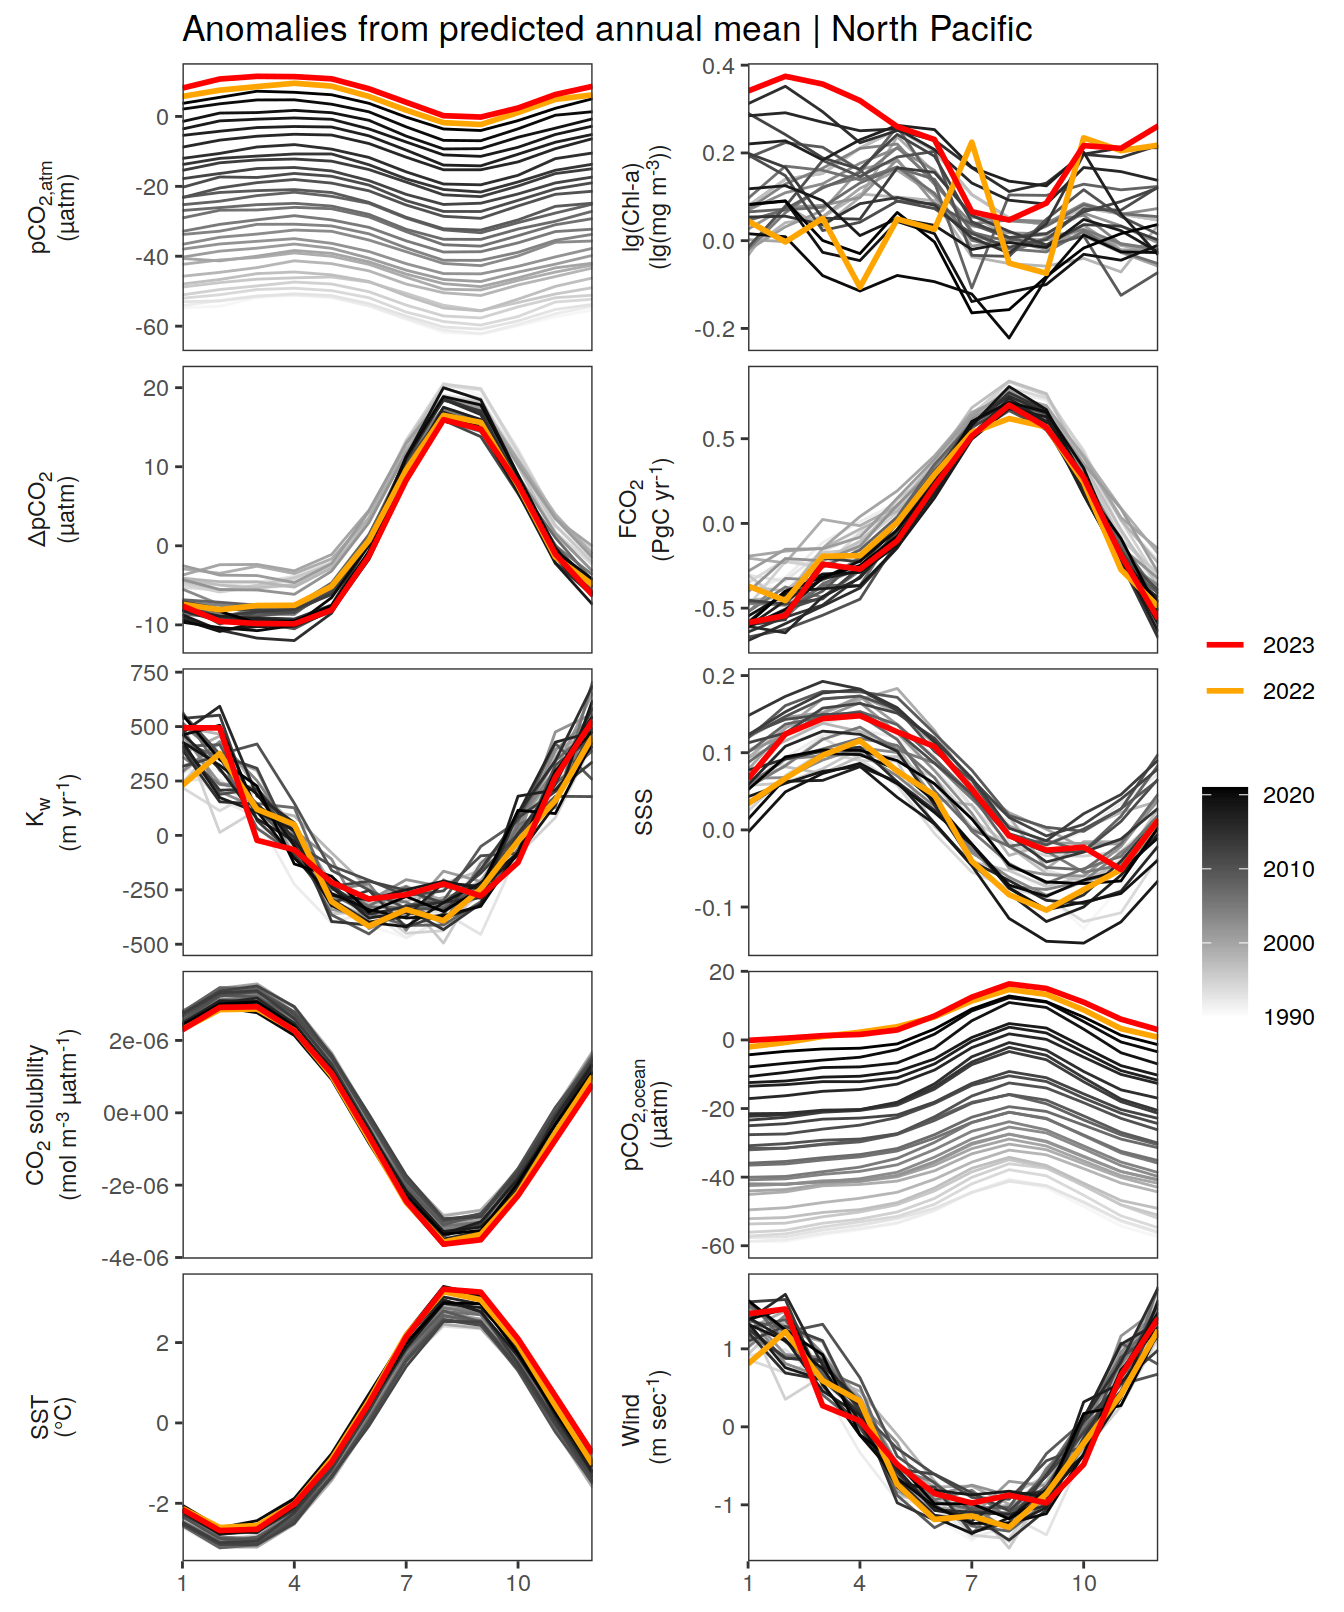 Anomalies from predicted annual mean | North Pacific
pCO2,atm
(µatm)
0
-20
-40
-60
lg(Chl-a)
(lg(mg m-3))
0.4
0.2
0.0
-0.2
ΔpCO2
(µatm)
20
10
0
-10
FCO2
(PgC yr-1)
0.5
0.0
-0.5
Kw
(m yr-1)
750
500
250
0
-250
-500
SSS
0.2
0.1
0.0
-0.1
CO2 solubility
(mol m-3 µatm-1)
2e-06
0e+00
-2e-06
-4e-06
pCO2,ocean
(µatm)
20
0
-20
-40
-60
SST
(°C)
2
0
-2
1 4 7 10
Wind
(m sec-1)
1
0
-1
1 4 7 10
2023
2022
2020
2010
2000
1990